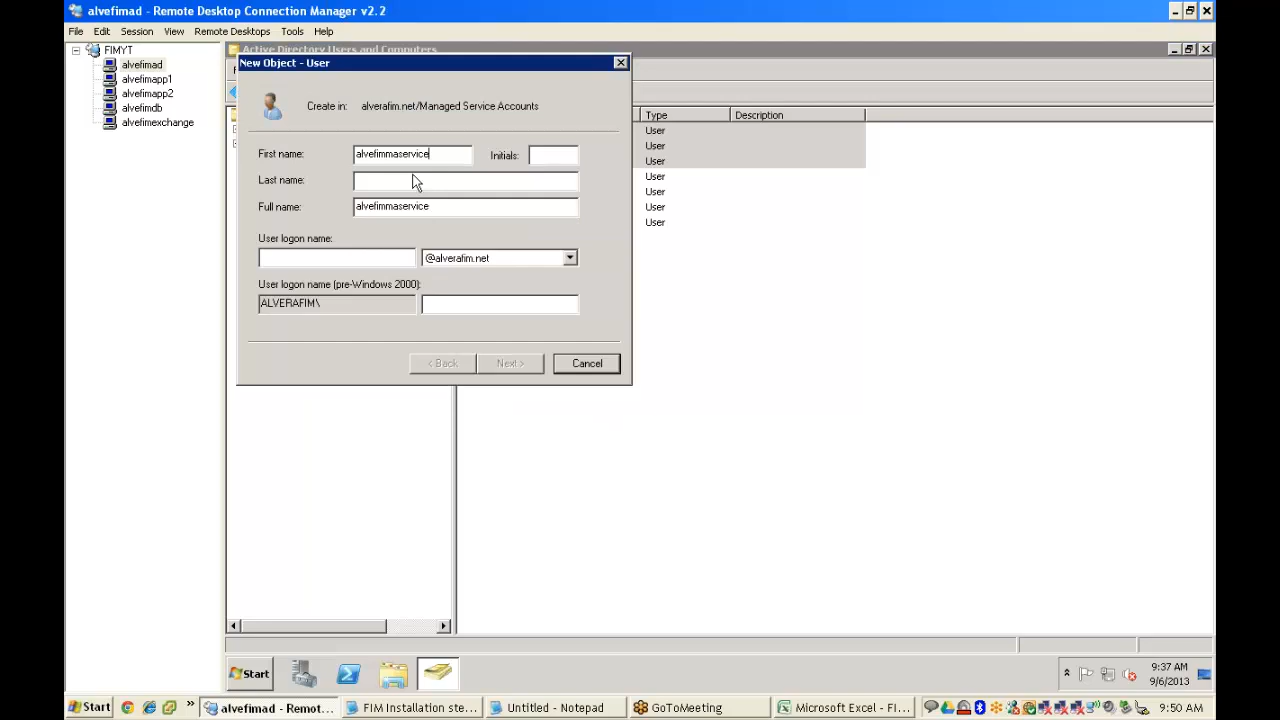 alvefimad - Remote Desktop Connection Manager v2.2
File Edit Session View Remote Desktops Tools Help
FIMYT
alvefimad
alvefimapp1
alvefimapp2
alvefimdb
alvefimexchange
Active Directory Users and Computers
New Object - User
Create in: alverafim.net/Managed Service Accounts
First name: alvefimmaservice Initials:
Last name:
Full name: alvefimmaservice
User logon name:
@alverafim.net
User logon name (pre-Windows 2000):
ALVERAFIM\
< Back Next > Cancel
Type Description
User
User
User
User
User
User
User
Start
9:37 AM
9/6/2013
Start » alvefimad - Remot... FIM Installation ste... Untitled - Notepad GoToMeeting Microsoft Excel - FI... 9:50 AM